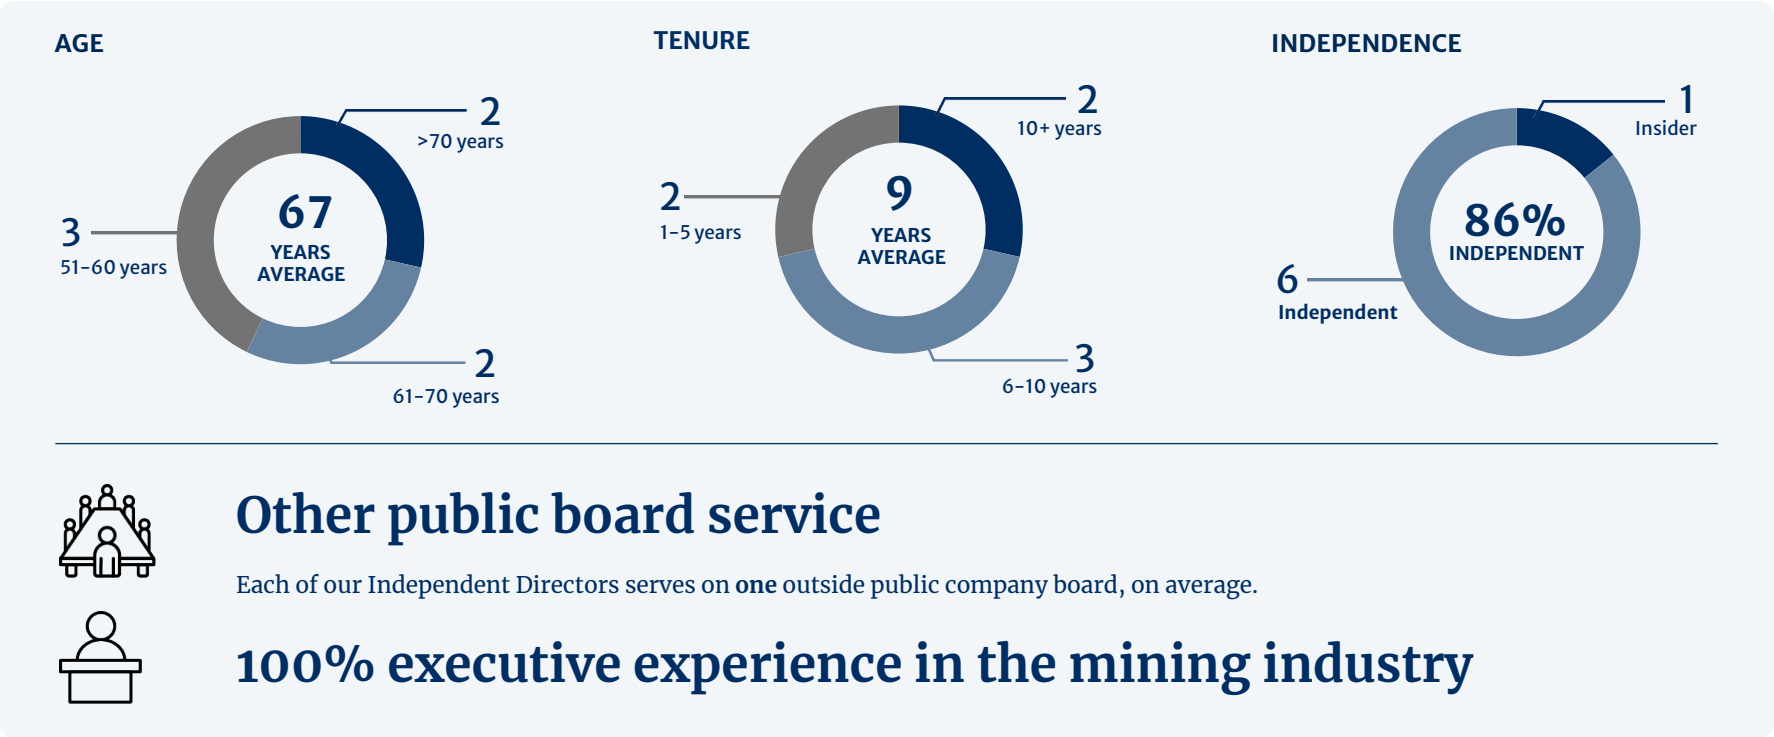 AGE
2
>70 years
67
YEARS
AVERAGE
3
51-60 years
2
61-70 years
TENURE
2
10+ years
9
YEARS
AVERAGE
2
1-5 years
3
6-10 years
INDEPENDENCE
1
Insider
86%
INDEPENDENT
6
Independent
Other public board service
Each of our Independent Directors serves on one outside public company board, on average.
100% executive experience in the mining industry